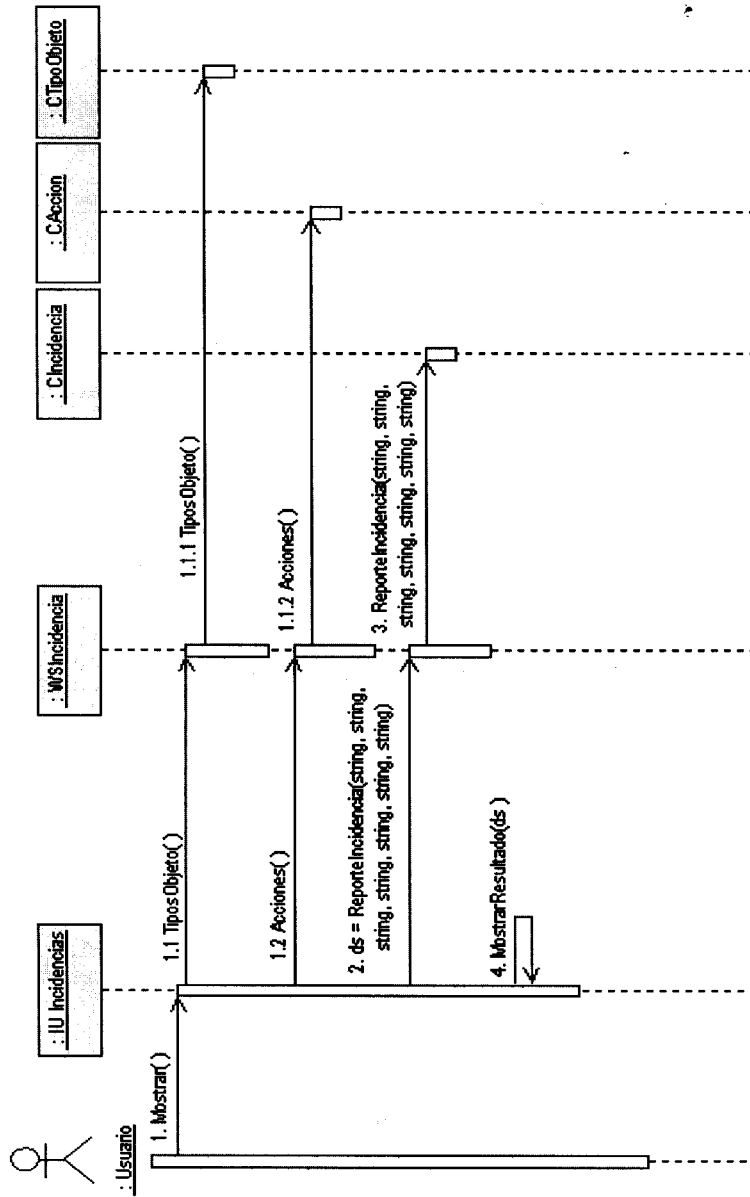 : Usuario
: IU Incidencias
: WSIncidencia
: CIncidencia
: CAccion
: CTipoObjeto
1. Mostrar( )
1.1 TiposObjeto( )
1.1.1 TiposObjeto( )
1.2 Acciones( )
1.1.2 Acciones( )
2. ds = ReporteIncidencia(string, string,
string, string, string, string, string)
3. ReporteIncidencia(string, string,
string, string, string, string, string)
4. MostrarResultado(ds )